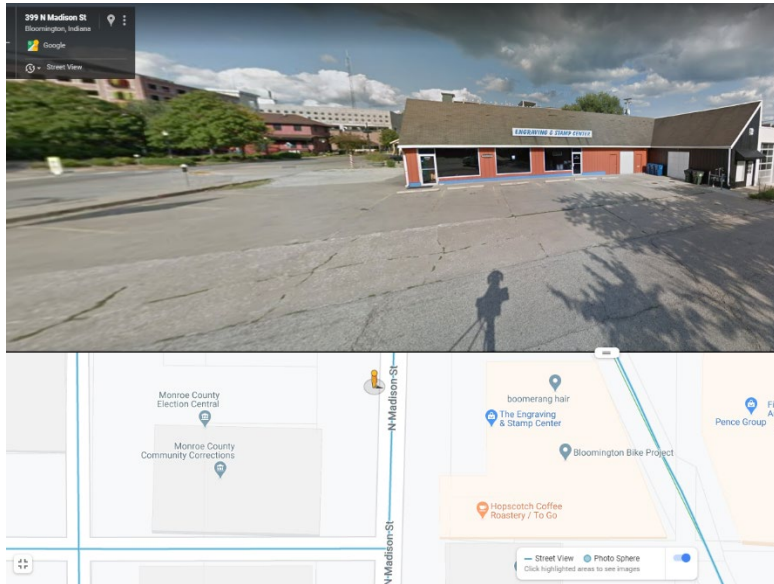 399 N Madison St
Bloomington, Indiana
Google
Street View
ENGRAVING & STAMP CENTER
Monroe County
Election Central
Monroe County
Community Corrections
N Madison St
N Madison St
boomerang hair
The Engraving
& Stamp Center
Bloomington Bike Project
Pence Group
Hopscotch Coffee
Roastery / To Go
Street View
Photo Sphere
Click highlighted areas to see images